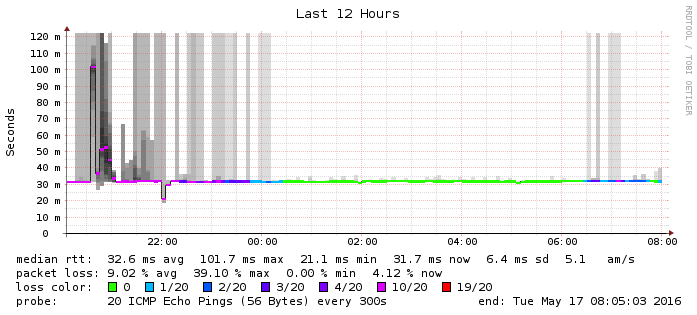 Last 12 Hours
RRDTOOL / TOBI OETIKER
Seconds
120 m
110 m
100 m
90 m
80 m
70 m
60 m
50 m
40 m
30 m
20 m
10 m
0
22:00 00:00 02:00 04:00 06:00 08:00
median rtt: 32.6 ms avg 101.7 ms max 21.1 ms min 31.7 ms now 6.4 ms sd 5.1 am/s
packet loss: 9.02 % avg 39.10 % max 0.00 % min 4.12 % now
loss color: 0 1/20 2/20 3/20 4/20 10/20 19/20
probe: 20 ICMP Echo Pings (56 Bytes) every 300s end: Tue May 17 08:05:03 2016